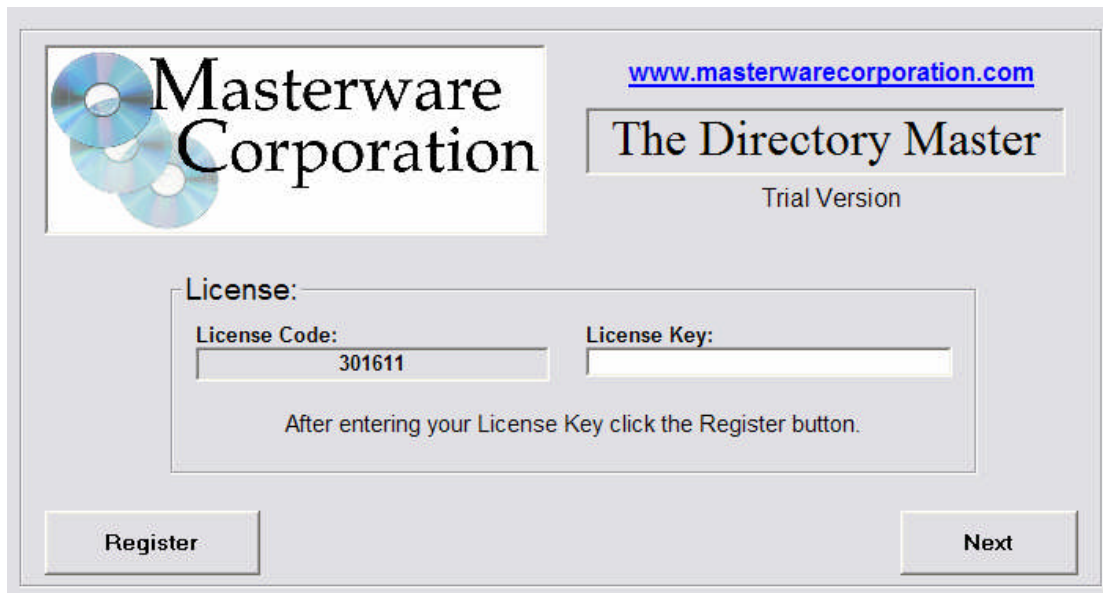 Masterware
Corporation
www.masterwarecorporation.com
The Directory Master
Trial Version
License:
License Code:
301611
License Key:
After entering your License Key click the Register button.
Register
Next